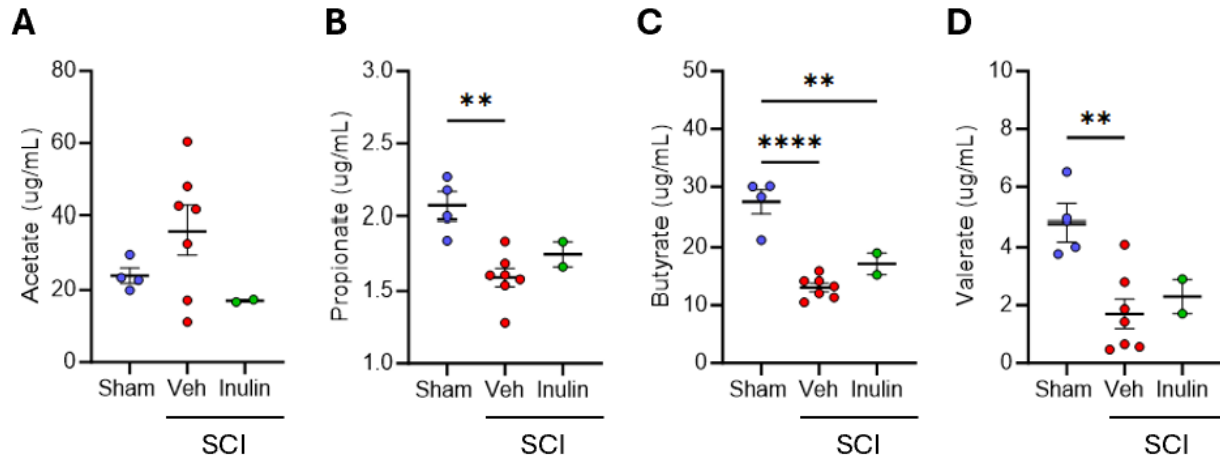 A
Acetate (ug/mL)
80
60
40
20
0
Sham Veh Inulin
SCI
B
Propionate (ug/mL)
3.0
2.5
2.0
1.5
1.0
**
Sham Veh Inulin
SCI
C
Butyrate (ug/mL)
50
40
30
20
10
0
**
****
Sham Veh Inulin
SCI
D
Valerate (ug/mL)
10
8
6
4
2
0
**
Sham Veh Inulin
SCI